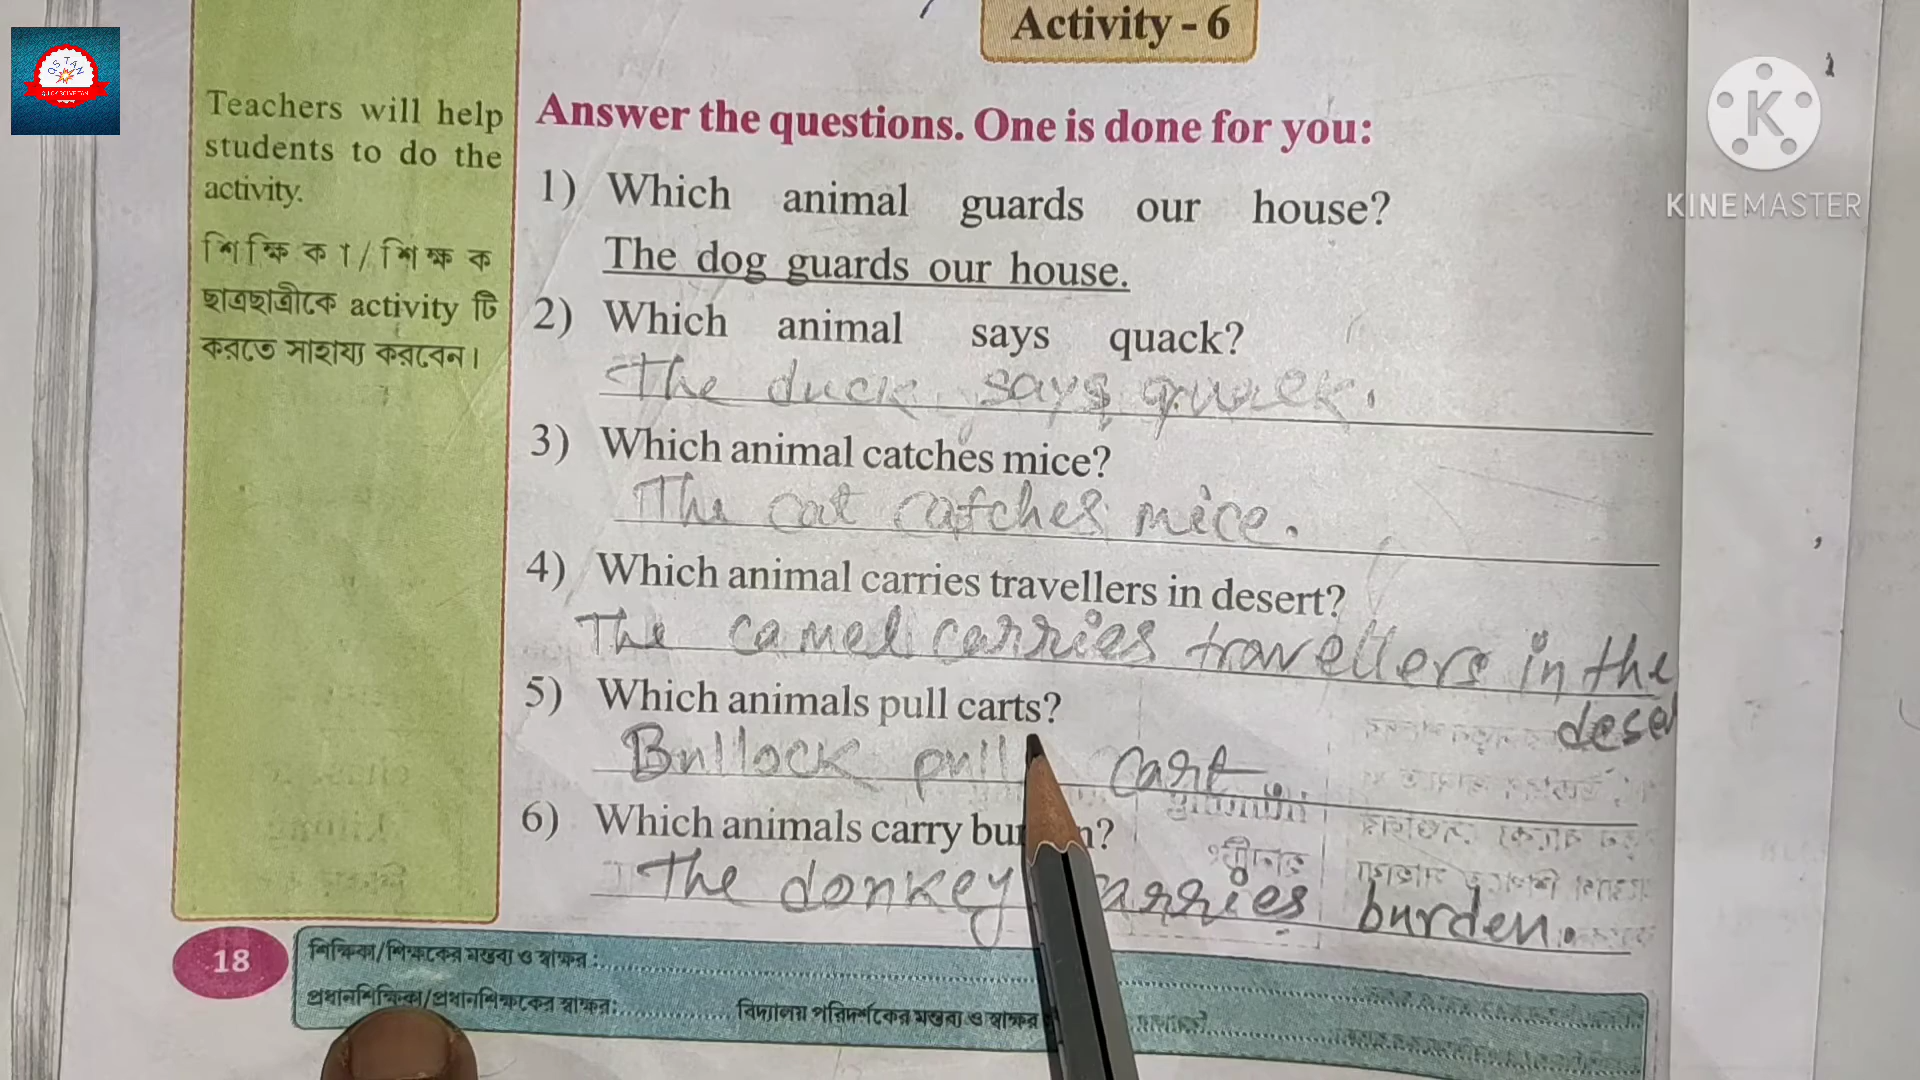 Activity - 6
Teachers will help
students to do the
activity.
শিক্ষিকা/শিক্ষক
ছাত্রছাত্রীকে activity টি
করতে সাহায্য করবেন।
Answer the questions. One is done for you:
1) Which animal guards our house?
The dog guards our house.
2) Which animal says quack?
The duck says quack.
3) Which animal catches mice?
The cat catches mice.
4) Which animal carries travellers in desert?
The camel carries travellers in the
5) Which animals pull carts?
Bullock pull cart.
6) Which animals carry
The donkey carries burden.
18
শিক্ষিকা/শিক্ষকের মন্তব্য ও স্বাক্ষর :
প্রধানশিক্ষিকা/প্রধানশিক্ষকের স্বাক্ষর: বিদ্যালয় পরিদর্শকের মন্তব্য ও স্বাক্ষর
K
KINEMASTER
QSTAN